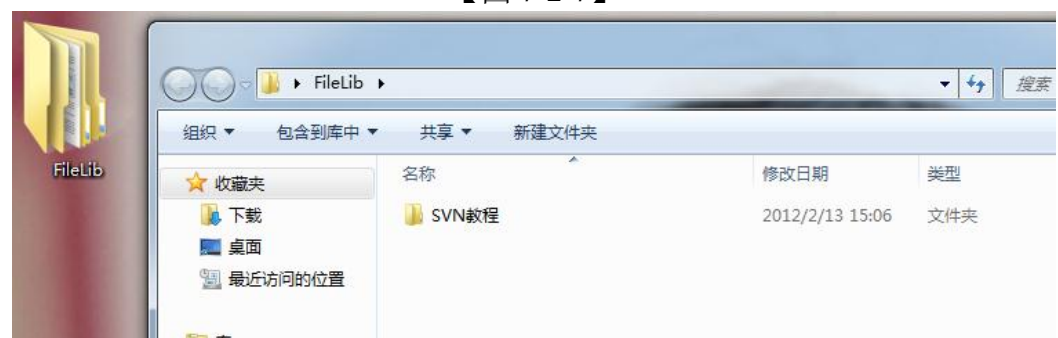 FileLib
FileLib
搜索
组织
包含到库中
共享
新建文件夹
收藏夹
下载
桌面
最近访问的位置
名称
修改日期
类型
SVN教程
2012/2/13 15:06
文件夹